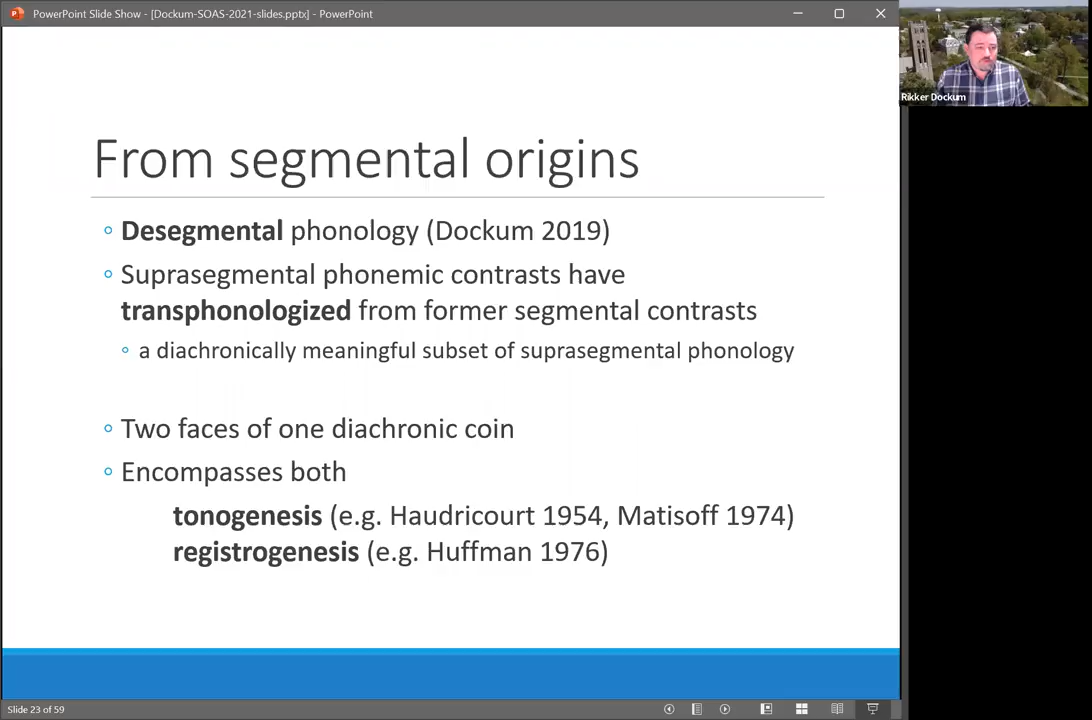 PowerPoint Slide Show - [Dockum-SOAS-2021-slides.pptx] - PowerPoint
Rikker Dockum
From segmental origins
Desegmental phonology (Dockum 2019)
Suprasegmental phonemic contrasts have
transphonologized from former segmental contrasts
a diachronically meaningful subset of suprasegmental phonology
Two faces of one diachronic coin
Encompasses both
tonogenesis (e.g. Haudricourt 1954, Matisoff 1974)
registrogenesis (e.g. Huffman 1976)
Slide 23 of 59